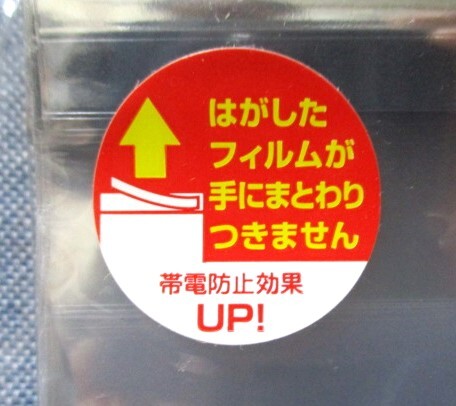 はがした
フィルムが
手にまとわり
つきません
帯電防止効果
UP!